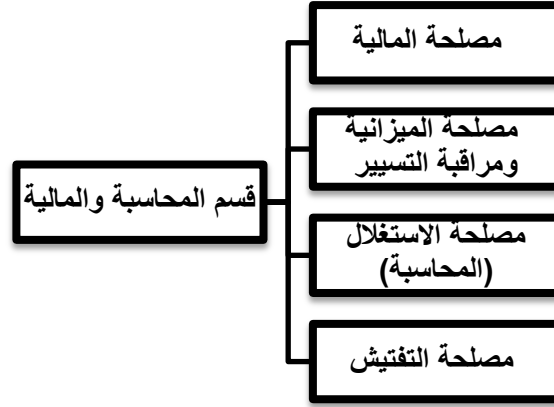 مصلحة المالية
مصلحة الميزانية
ومراقبة التسيير
قسم المحاسبة والمالية
مصلحة الاستغلال
(المحاسبة)
مصلحة التفتيش